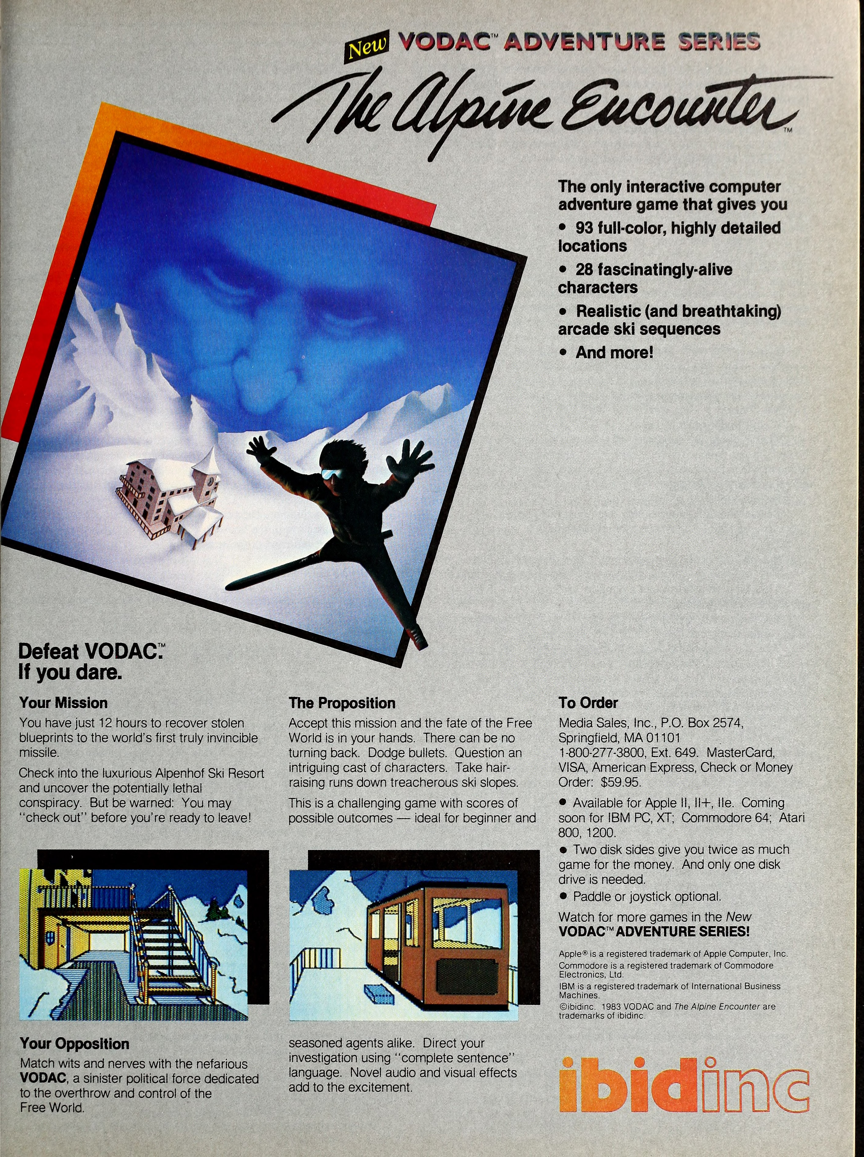 New VODAC™ ADVENTURE SERIES
The Alpine Encounter™
The only interactive computer
adventure game that gives you
• 93 full-color, highly detailed
locations
• 28 fascinatingly-alive
characters
• Realistic (and breathtaking)
arcade ski sequences
• And more!
Defeat VODAC.™
If you dare.
Your Mission
You have just 12 hours to recover stolen
blueprints to the world's first truly invincible
missile.
Check into the luxurious Alpenhof Ski Resort
and uncover the potentially lethal
conspiracy. But be warned: You may
"check out" before you're ready to leave!
Your Opposition
Match wits and nerves with the nefarious
VODAC, a sinister political force dedicated
to the overthrow and control of the
Free World.
The Proposition
Accept this mission and the fate of the Free
World is in your hands. There can be no
turning back. Dodge bullets. Question an
intriguing cast of characters. Take hair-
raising runs down treacherous ski slopes.
This is a challenging game with scores of
possible outcomes — ideal for beginner and
seasoned agents alike. Direct your
investigation using "complete sentence"
language. Novel audio and visual effects
add to the excitement.
To Order
Media Sales, Inc., P.O. Box 2574,
Springfield, MA 01101
1-800-277-3800, Ext. 649. MasterCard,
VISA, American Express, Check or Money
Order: $59.95.
• Available for Apple II, II+, IIe. Coming
soon for IBM PC, XT; Commodore 64; Atari
800, 1200.
• Two disk sides give you twice as much
game for the money. And only one disk
drive is needed.
• Paddle or joystick optional.
Watch for more games in the New
VODAC™ ADVENTURE SERIES!
Apple® is a registered trademark of Apple Computer, Inc.
Commodore is a registered trademark of Commodore
Electronics, Ltd.
IBM is a registered trademark of International Business
Machines.
©ibidinc. 1983 VODAC and The Alpine Encounter are
trademarks of ibidinc.
ibidinc